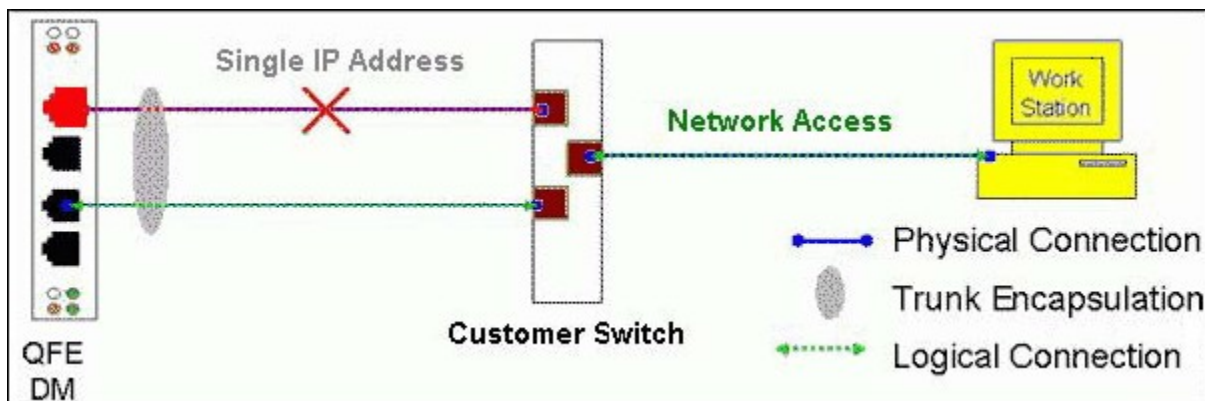 Single IP Address
Work
Station
Network Access
Physical Connection
Trunk Encapsulation
Customer Switch
Logical Connection
QFE
DM